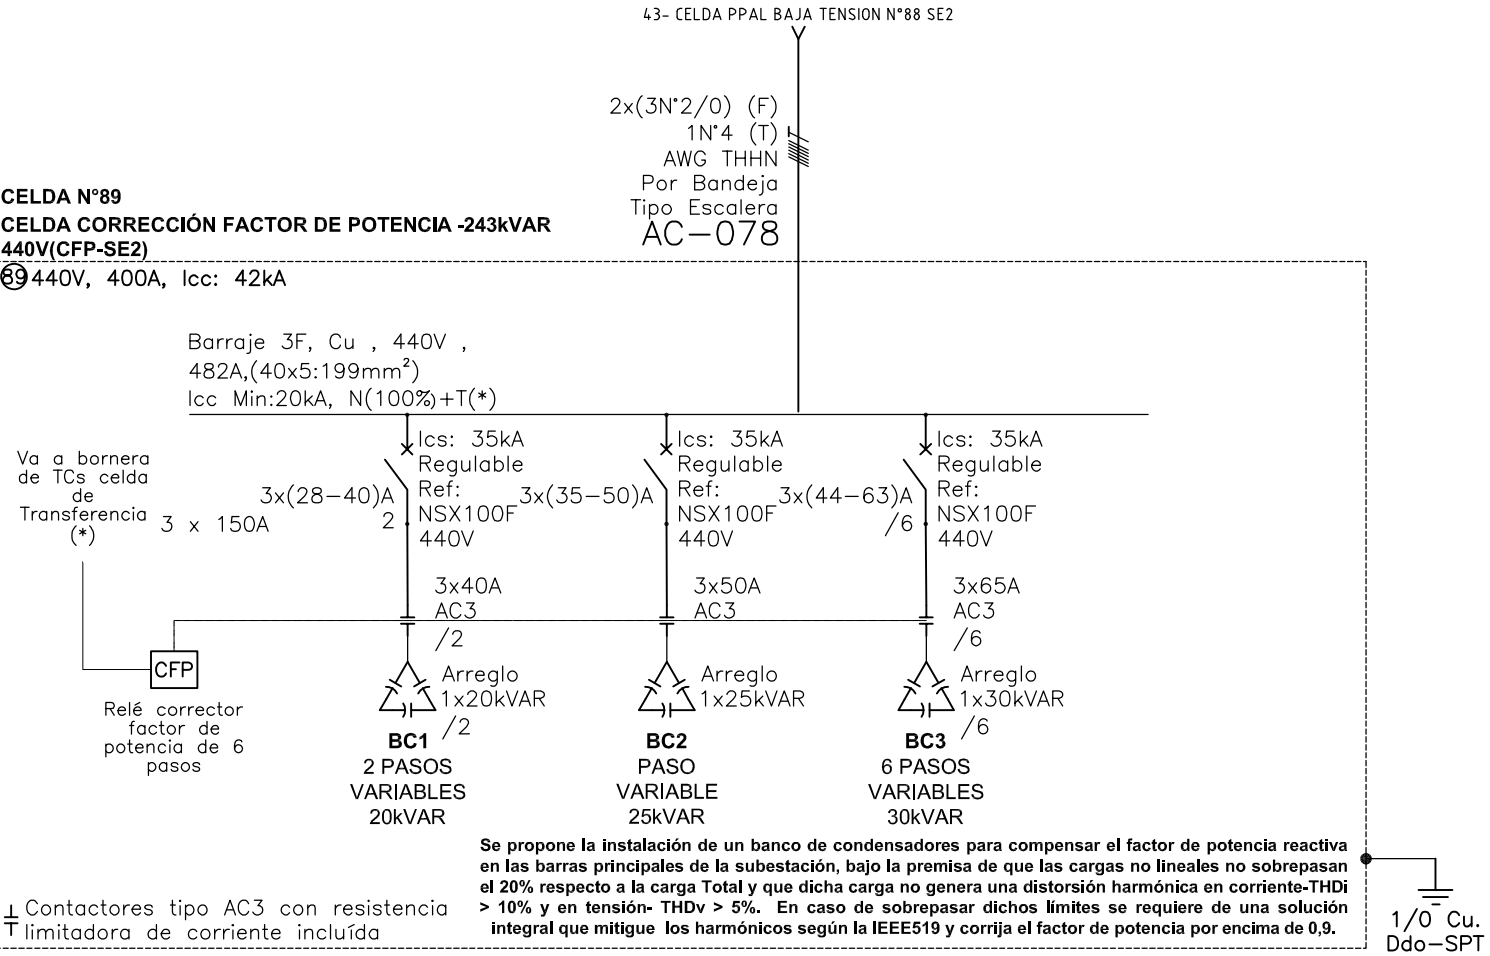 43- CELDA PPAL BAJA TENSION N°88 SE2
2x(3N°2/0) (F)
1N°4 (T)
AWG THHN
Por Bandeja
Tipo Escalera
AC-078
CELDA N°89
CELDA CORRECCIÓN FACTOR DE POTENCIA -243kVAR
440V(CFP-SE2)
89 440V, 400A, Icc: 42kA
Barraje 3F, Cu , 440V ,
482A,(40x5:199mm²)
Icc Min:20kA, N(100%)+T(*)
Va a bornera
de TCs celda
de
Transferencia
(*)
3 x 150A
3x(28-40)A
2
Ics: 35kA
Regulable
Ref:
NSX100F
440V
3x(35-50)A
Ics: 35kA
Regulable
Ref:
NSX100F
440V
3x(44-63)A
/6
Ics: 35kA
Regulable
Ref:
NSX100F
440V
3x40A
AC3
/2
3x50A
AC3
3x65A
AC3
/6
CFP
Relé corrector
factor de
potencia de 6
pasos
Arreglo
1x20kVAR
/2
BC1
2 PASOS
VARIABLES
20kVAR
Arreglo
1x25kVAR
BC2
PASO
VARIABLE
25kVAR
Arreglo
1x30kVAR
/6
BC3
6 PASOS
VARIABLES
30kVAR
Se propone la instalación de un banco de condensadores para compensar el factor de potencia reactiva
en las barras principales de la subestación, bajo la premisa de que las cargas no lineales no sobrepasan
el 20% respecto a la carga Total y que dicha carga no genera una distorsión harmónica en corriente-THDi
> 10% y en tensión- THDv > 5%. En caso de sobrepasar dichos límites se requiere de una solución
integral que mitigue los harmónicos según la IEEE519 y corrija el factor de potencia por encima de 0,9.
Contactores tipo AC3 con resistencia
limitadora de corriente incluída
1/0 Cu.
Ddo-SPT